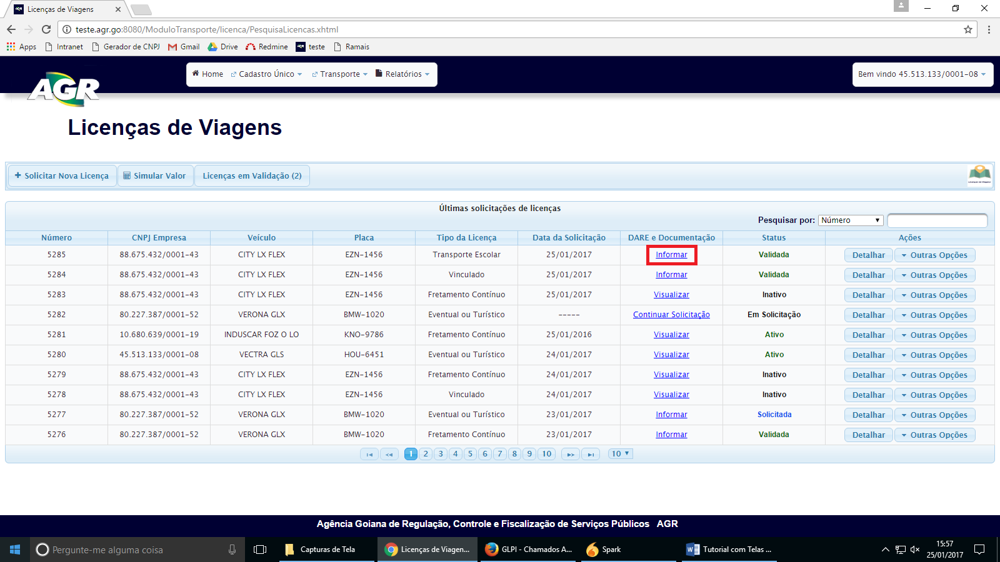 Licenças de Viagens
teste.agr.go:8080/ModuloTransporte/licenca/PesquisaLicencas.xhtml
Apps Intranet Gerador de CNPJ Gmail Drive Redmine teste Ramais
AGR
Home Cadastro Único Transporte Relatórios
Bem vindo 45.513.133/0001-08
Licenças de Viagens
Solicitar Nova Licença Simular Valor Licenças em Validação (2)
Últimas solicitações de licenças
Pesquisar por: Número
Número CNPJ Empresa Veículo Placa Tipo da Licença Data da Solicitação DARE e Documentação Status Ações
5285 88.675.432/0001-43 CITY LX FLEX EZN-1456 Transporte Escolar 25/01/2017 Informar Validada Detalhar Outras Opções
5284 88.675.432/0001-43 CITY LX FLEX EZN-1456 Vinculado 25/01/2017 Informar Validada Detalhar Outras Opções
5283 88.675.432/0001-43 CITY LX FLEX EZN-1456 Fretamento Contínuo 25/01/2017 Visualizar Inativo Detalhar Outras Opções
5282 80.227.387/0001-52 VERONA GLX BMW-1020 Eventual ou Turístico ----- Continuar Solicitação Em Solicitação Detalhar Outras Opções
5281 10.680.639/0001-19 INDUSCAR FOZ O LO KNO-9786 Fretamento Contínuo 25/01/2016 Visualizar Ativo Detalhar Outras Opções
5280 45.513.133/0001-08 VECTRA GLS HOU-6451 Eventual ou Turístico 24/01/2017 Visualizar Ativo Detalhar Outras Opções
5279 88.675.432/0001-43 CITY LX FLEX EZN-1456 Fretamento Contínuo 24/01/2017 Visualizar Inativo Detalhar Outras Opções
5278 88.675.432/0001-43 CITY LX FLEX EZN-1456 Vinculado 24/01/2017 Visualizar Inativo Detalhar Outras Opções
5277 80.227.387/0001-52 VERONA GLX BMW-1020 Eventual ou Turístico 23/01/2017 Informar Solicitada Detalhar Outras Opções
5276 80.227.387/0001-52 VERONA GLX BMW-1020 Fretamento Contínuo 23/01/2017 Informar Validada Detalhar Outras Opções
1 2 3 4 5 6 7 8 9 10 10
Agência Goiana de Regulação, Controle e Fiscalização de Serviços Públicos AGR
Pergunte-me alguma coisa Capturas de Tela Licenças de Viagen... GLPI - Chamados A... Spark Tutorial com Telas ...
15:57
25/01/2017